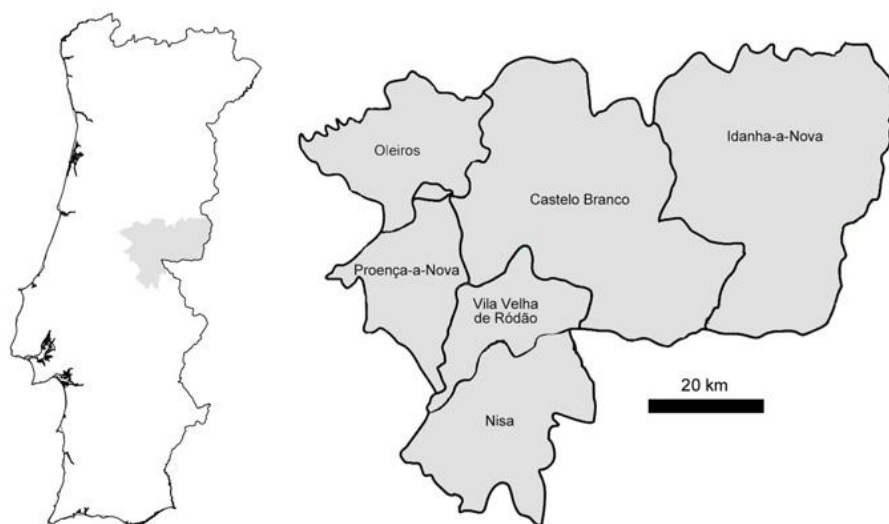 Oleiros
Idanha-a-Nova
Castelo Branco
Proença-a-Nova
Vila Velha
de Ródão
20 km
Nisa